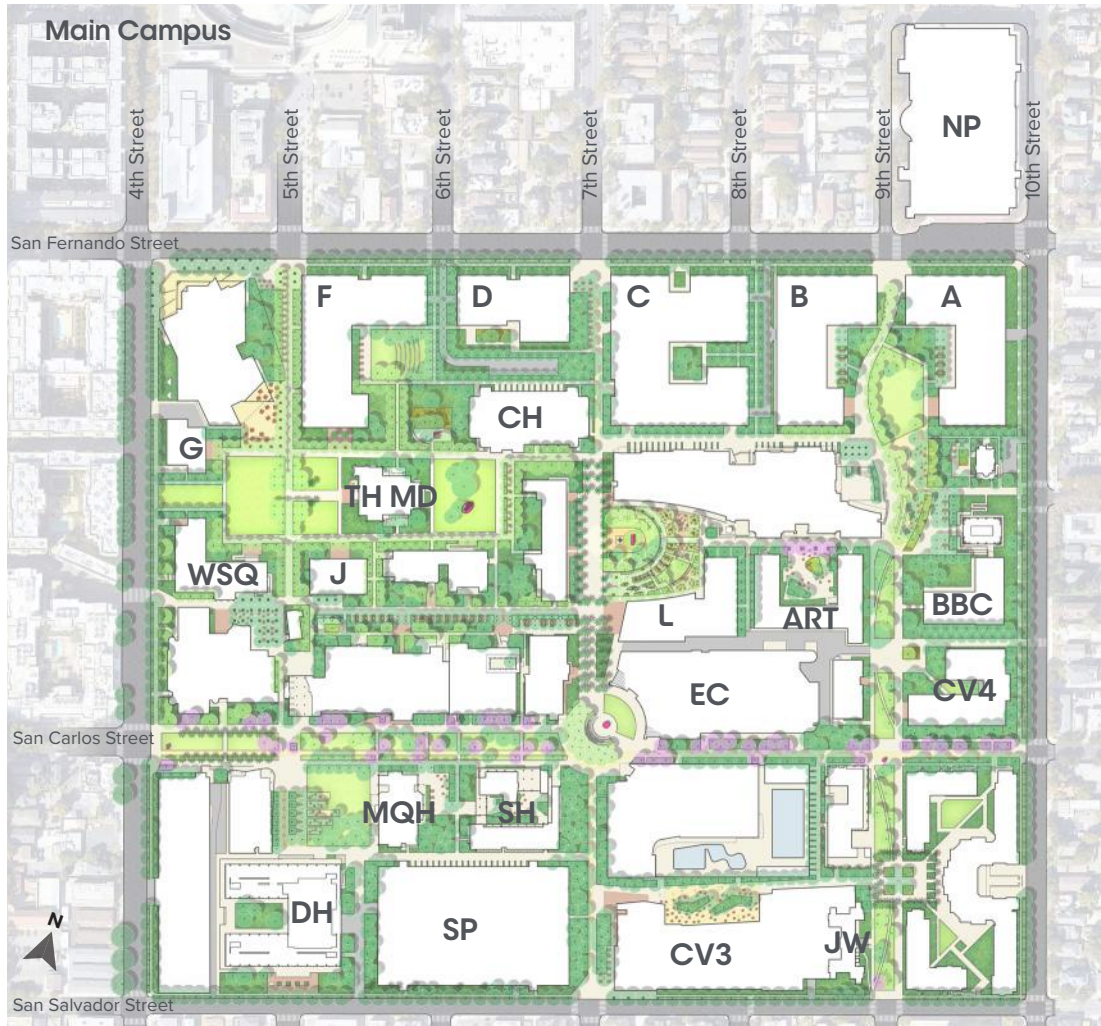 Main Campus
NP
4th Street
5th Street
6th Street
7th Street
8th Street
9th Street
10th Street
San Fernando Street
F
D
C
B
A
CH
G
TH MD
WSQ
J
L
ART
BBC
EC
CV4
San Carlos Street
MQH
SH
DH
SP
CV3
JW
N
San Salvador Street